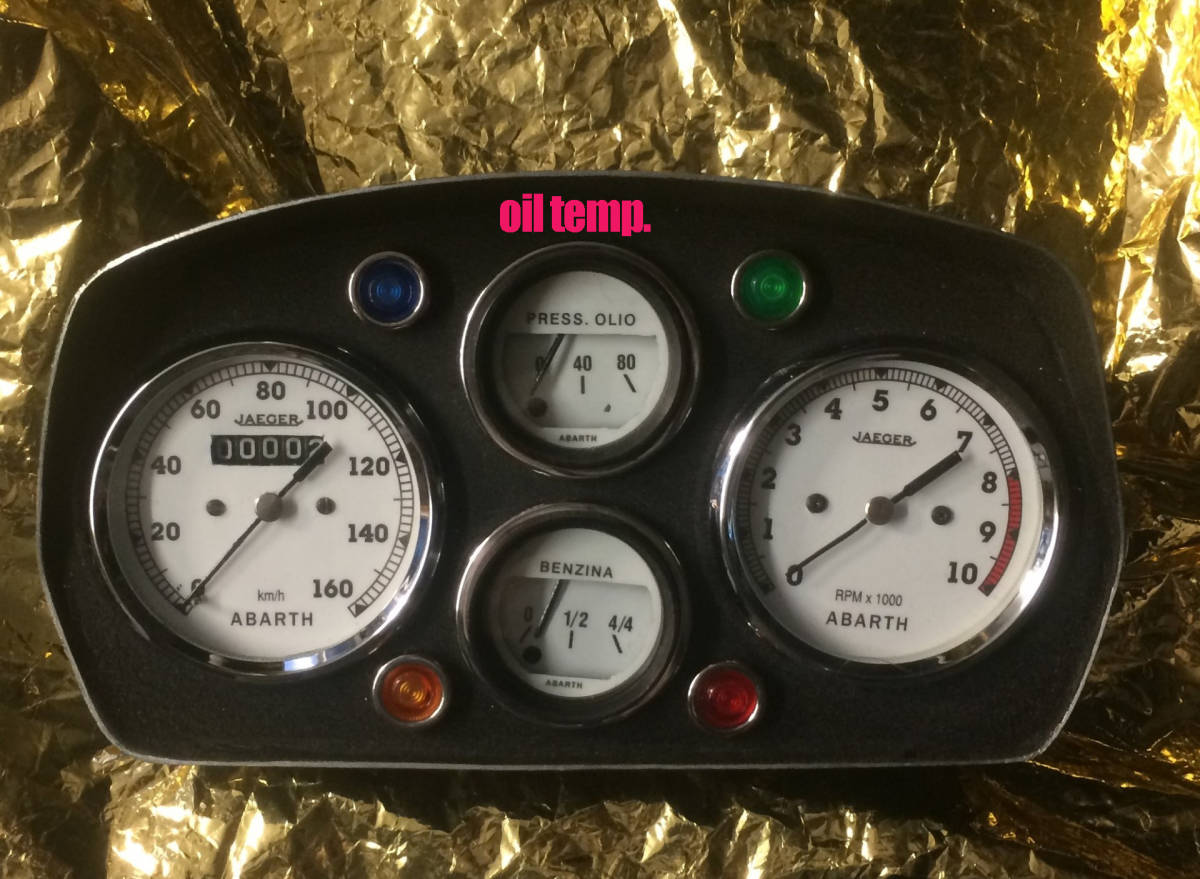 oil temp.
PRESS. OLIO
0 40 80
ABARTH
20 40 60 80 100 120 140 160
JAEGER
km/h
ABARTH
BENZINA
0 1/2 4/4
ABARTH
0 1 2 3 4 5 6 7 8 9 10
JAEGER
RPM x 1000
ABARTH